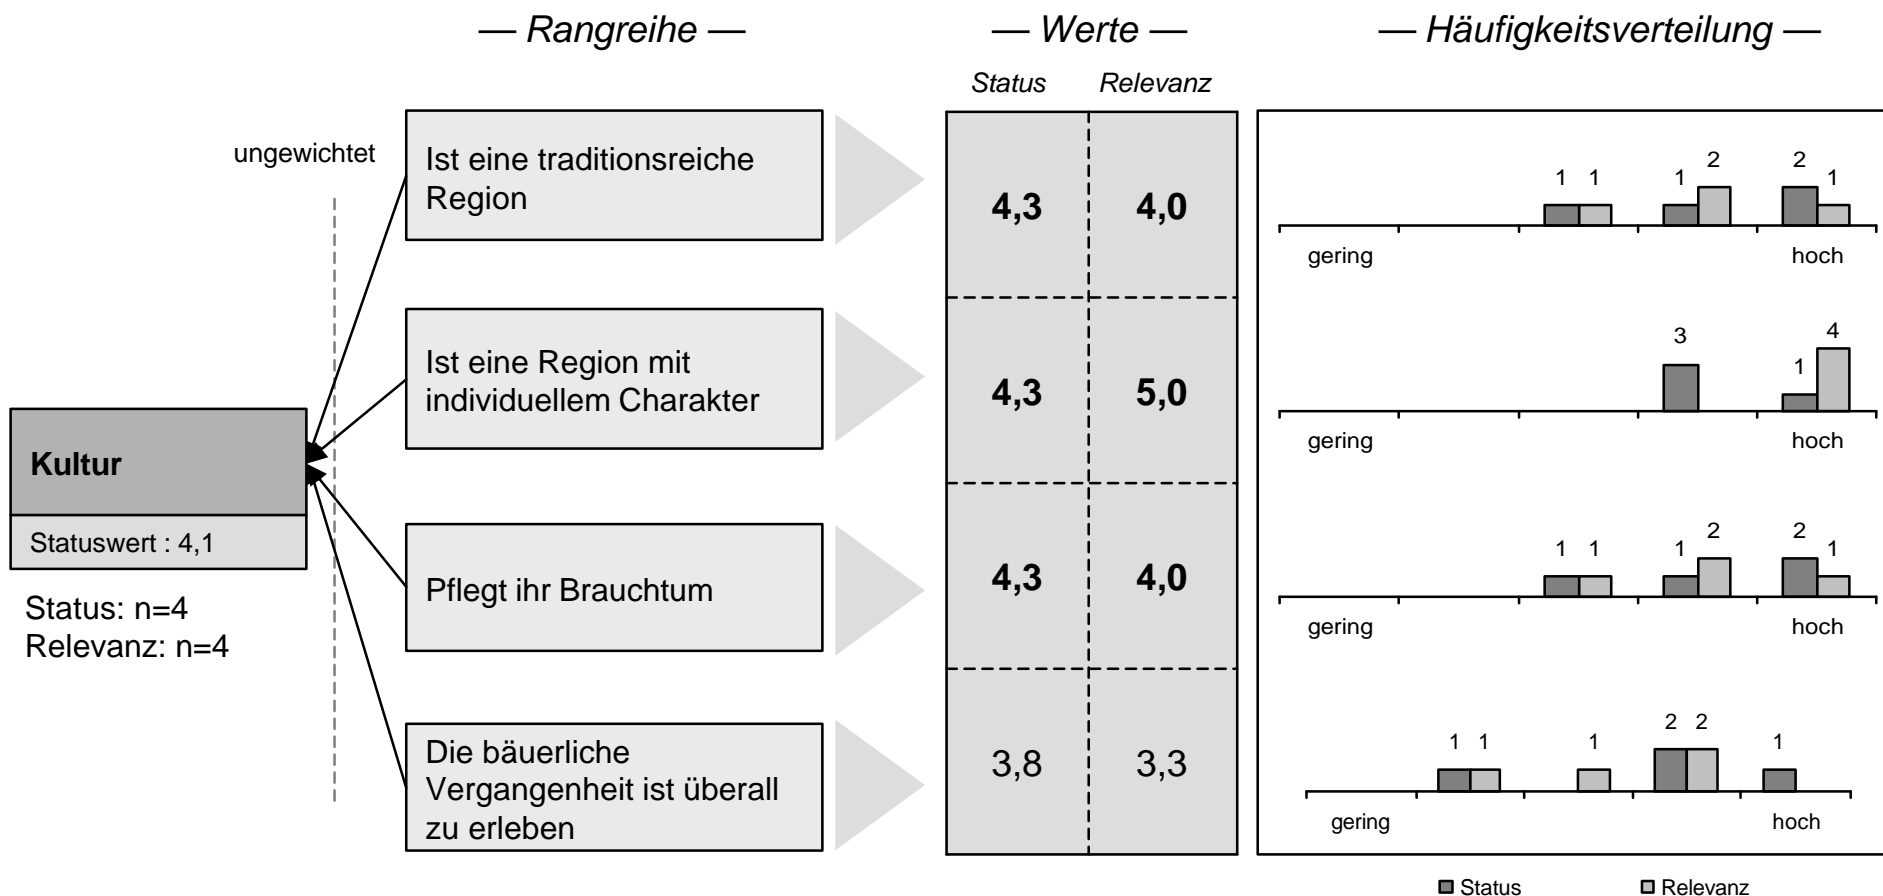 — Rangreihe —
— Werte —
— Häufigkeitsverteilung —
Status
Relevanz
ungewichtet
Ist eine traditionsreiche
Region
4,3
4,0
1
1
1
2
2
1
gering
hoch
Ist eine Region mit
individuellem Charakter
4,3
5,0
3
1
4
gering
hoch
Kultur
Statuswert : 4,1
Status: n=4
Relevanz: n=4
Pflegt ihr Brauchtum
4,3
4,0
1
1
1
2
2
1
gering
hoch
Die bäuerliche
Vergangenheit ist überall
zu erleben
3,8
3,3
1
1
1
2
2
1
gering
hoch
Status
Relevanz